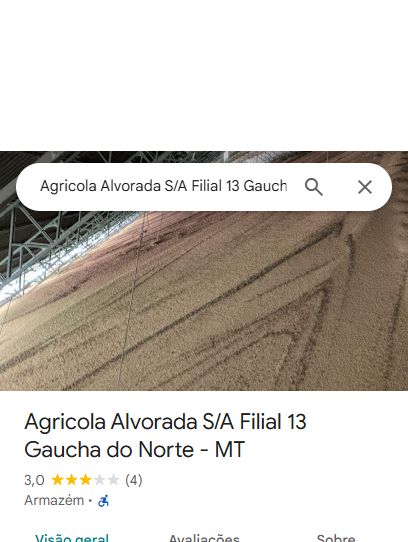 Agricola Alvorada S/A Filial 13 Gauch
Agricola Alvorada S/A Filial 13
Gaucha do Norte - MT
3,0 (4)
Armazém •
Visão geral Avaliações Sobre